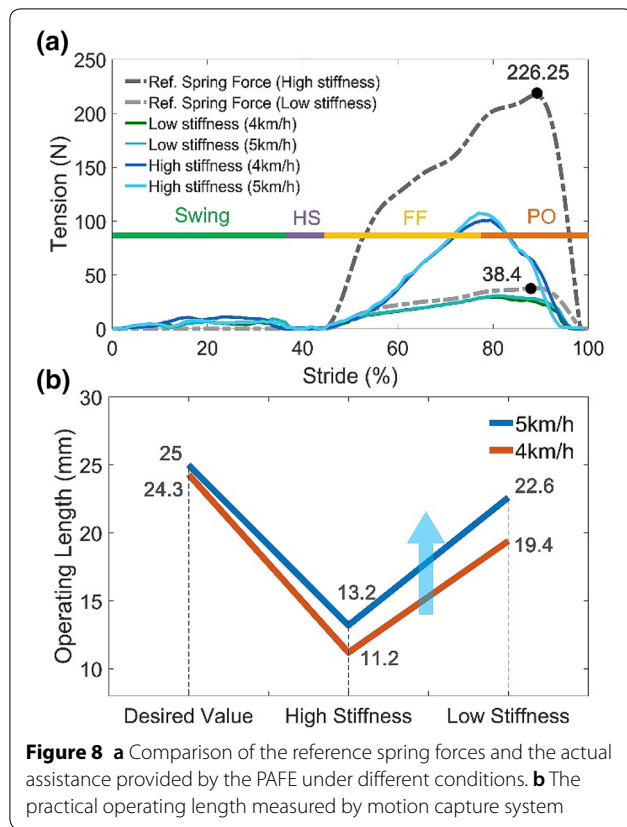 (a)
250
200
150
100
50
0
Tension (N)
Ref. Spring Force (High stiffness)
Ref. Spring Force (Low stiffness)
Low stiffness (4km/h)
Low stiffness (5km/h)
High stiffness (4km/h)
High stiffness (5km/h)
226.25
Swing HS FF PO
38.4
0 20 40 60 80 100
Stride (%)
(b)
30
25
20
15
10
Operating Length (mm)
5km/h
4km/h
25
24.3
13.2
11.2
22.6
19.4
Desired Value High Stiffness Low Stiffness
Figure 8 a Comparison of the reference spring forces and the actual
assistance provided by the PAFE under different conditions. b The
practical operating length measured by motion capture system